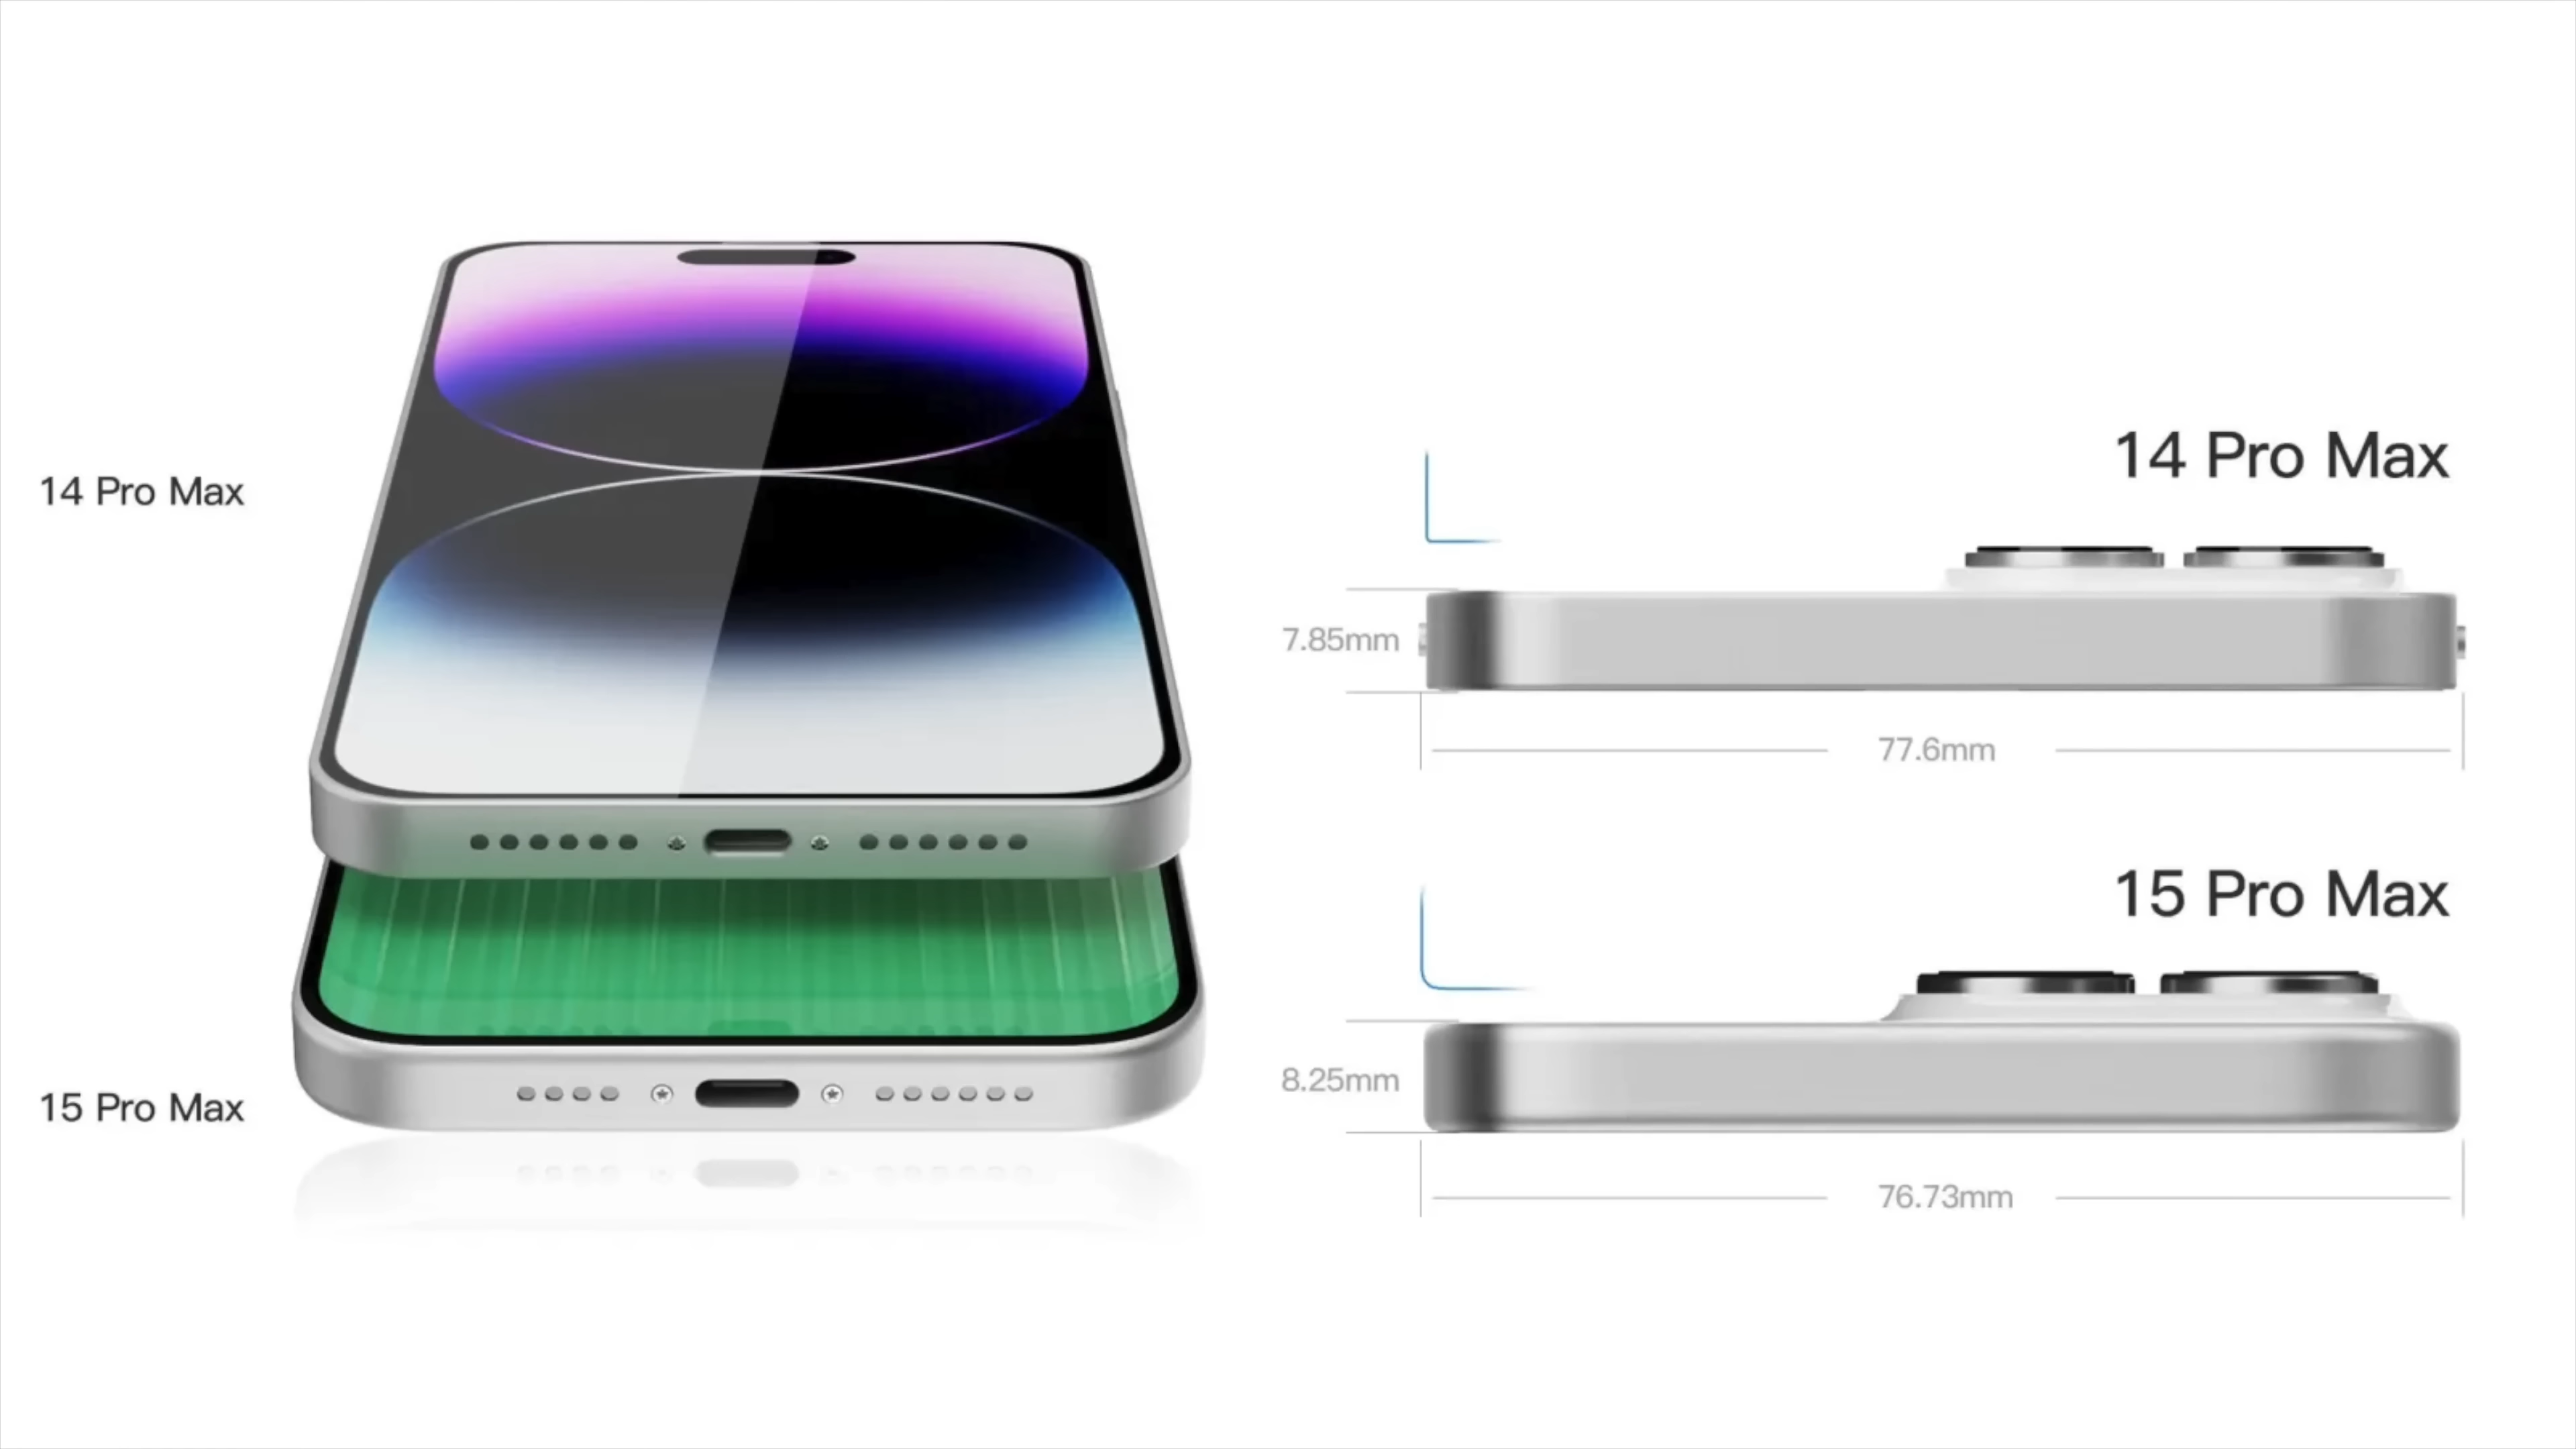 14 Pro Max
15 Pro Max
14 Pro Max
7.85mm
77.6mm
15 Pro Max
8.25mm
76.73mm